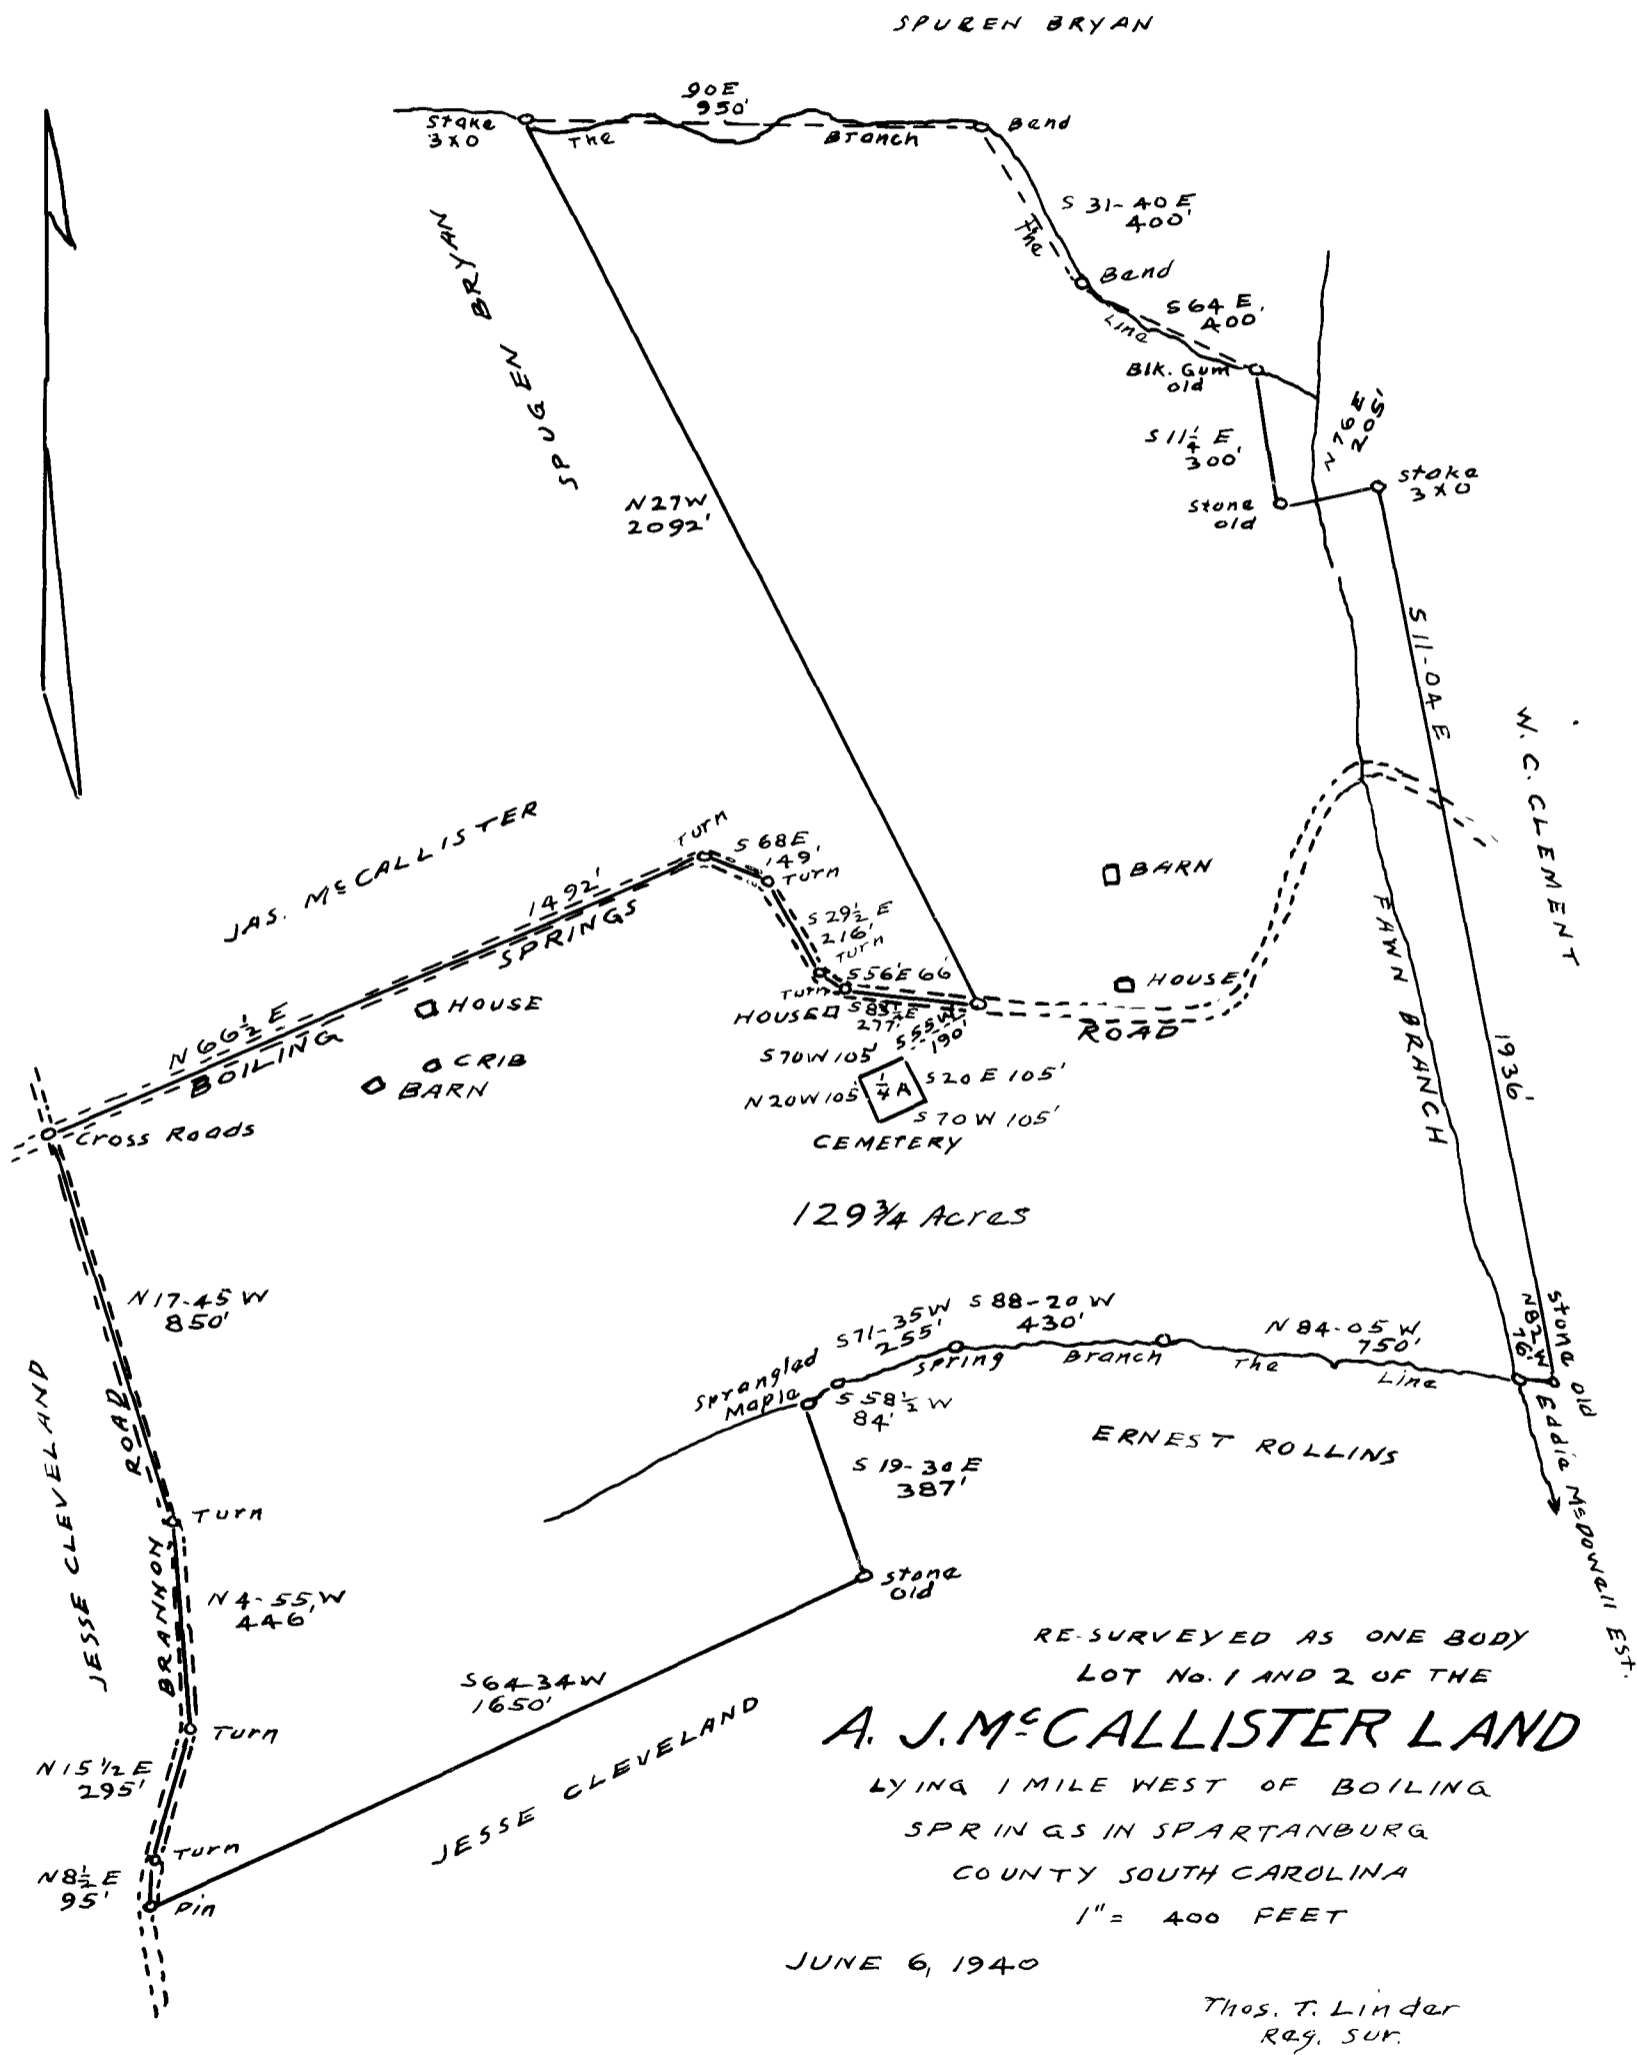 SPUREN BRYAN
90E
950'
Stake
3X0
The
Branch
Bend
S 31-40 E
400'
The
Bend
S 64 E
400'
Line
Blk. Gum
old
SPUGEN BRYAN
N27W
2092'
S 11 1/4 E
300'
N 76 E
205'
Stake
3X0
Stone
old
S 11-04 E
1936'
W. C. CLEMENT
JAS. McCALLISTER
Turn
S 68E
149'
Turn
1492'
SPRINGS
S 29 1/2 E
216'
Turn
S 56 E 66'
Turn
HOUSE
277'
S 55 W
190'
BARN
HOUSE
ROAD
FAWN BRANCH
N 66 1/2 E
BOILING
HOUSE
CRIB
BARN
Cross Roads
S 70 W 105'
N 20 W 105'
1/4 A
S 20 E 105'
S 70 W 105'
CEMETERY
129 3/4 Acres
N 17-45 W
850'
JESSE CLEVELAND
ROAD
BRANNON
Sprangled
Maple
S 71-35 W
255'
S 88-20 W
430'
N 84-05 W
750'
Spring Branch The Line
N 82 W
76'
Stone old
Eddie McDowell Est.
S 58 1/2 W
84'
ERNEST ROLLINS
S 19-30 E
387'
Stone
old
Turn
N 4-55 W
446'
S 64-34 W
1650'
JESSE CLEVELAND
Turn
N 15 1/2 E
295'
Turn
N 8 1/2 E
95'
Pin
RE-SURVEYED AS ONE BODY
LOT No. 1 AND 2 OF THE
A. J. McCALLISTER LAND
LYING 1 MILE WEST OF BOILING
SPRINGS IN SPARTANBURG
COUNTY SOUTH CAROLINA
1" = 400 FEET
JUNE 6, 1940
Thos. T. Linder
Reg. Sur.